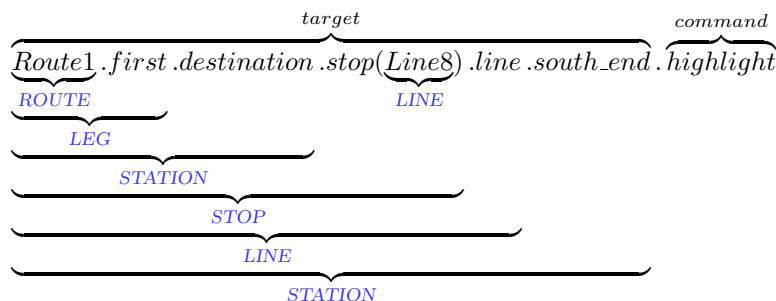 target command
Route1.first.destination.stop(Line8).line.south_end.highlight
ROUTE LINE
LEG
STATION
STOP
LINE
STATION